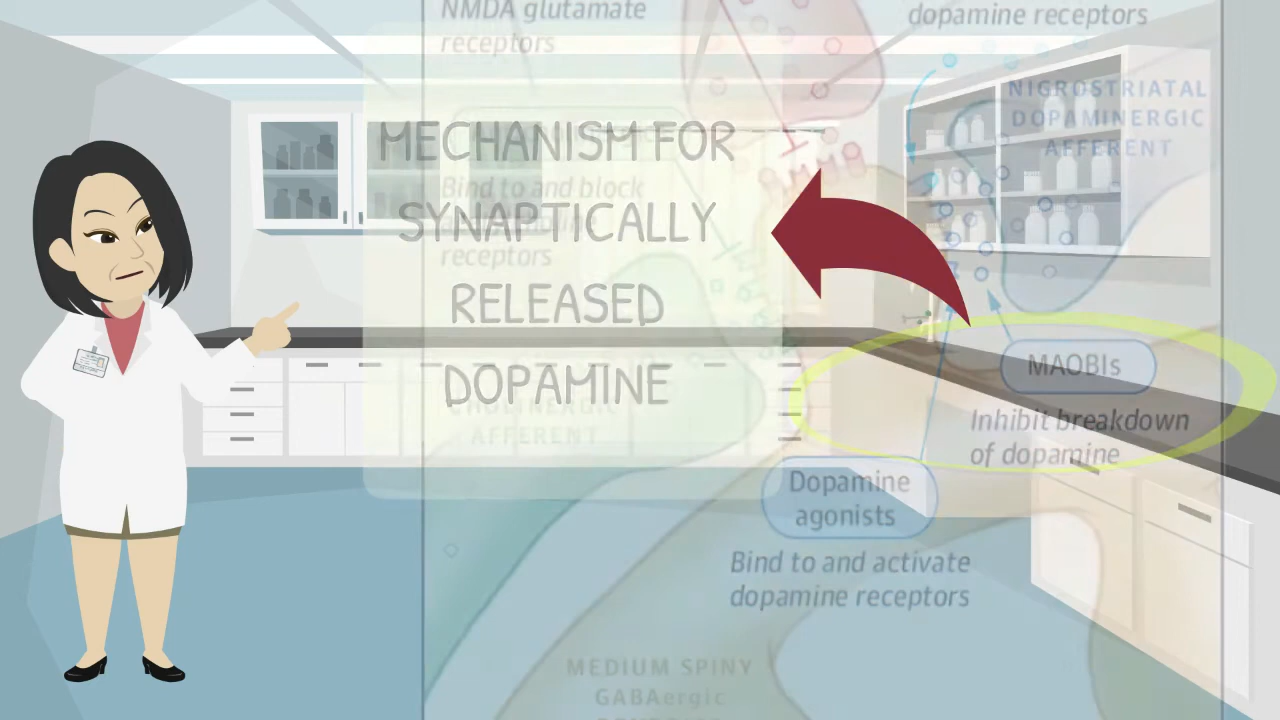 NMDA glutamate
receptors
dopamine receptors
NIGROSTRIATAL
DOPAMINERGIC
AFFERENT
MECHANISM FOR
SYNAPTICALLY
RELEASED
DOPAMINE
Bind to and block
receptors
CHOLINERGIC
AFFERENT
MAOBIs
Inhibit breakdown
of dopamine
Dopamine
agonists
Bind to and activate
dopamine receptors
MEDIUM SPINY
GABAergic